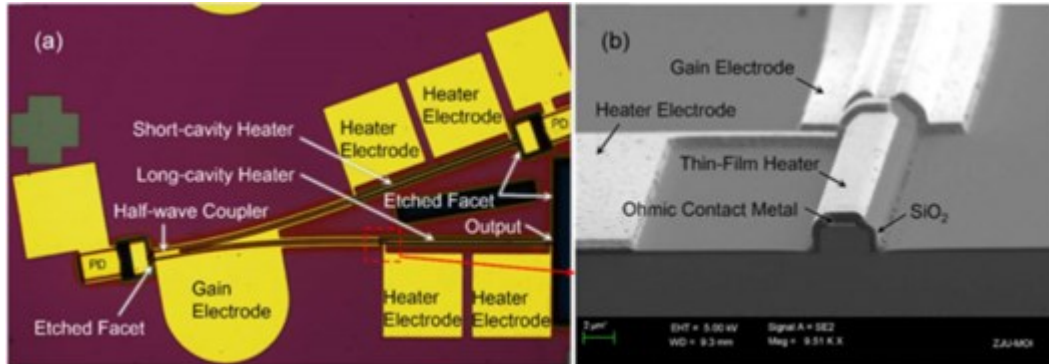 (a)
Heater
Electrode
Heater
Electrode
PD
Short-cavity Heater
Long-cavity Heater
Half-wave Coupler
Etched Facet
Output
PD
Gain
Electrode
Etched Facet
Heater
Electrode
Heater
Electrode
(b)
Gain Electrode
Heater Electrode
Thin-Film Heater
Ohmic Contact Metal
SiO₂
2 μm
EHT = 5.00 kV
Signal A = SE2
WD = 9.3 mm
Mag = 9.51 K X
ZJU-MOI